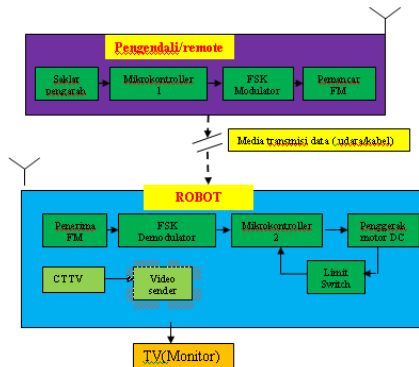 Pengendali/remote
Saklar
pengarah
Mikrokontroller
1
FSK
Modulator
Pemancar
FM
Media transmisi data (udara/kabel)
ROBOT
Penerima
FM
FSK
Demodulator
Mikrokontroller
2
Penggerak
motor DC
CTTV
Video
sender
Limit
Switch
TV(Monitor)